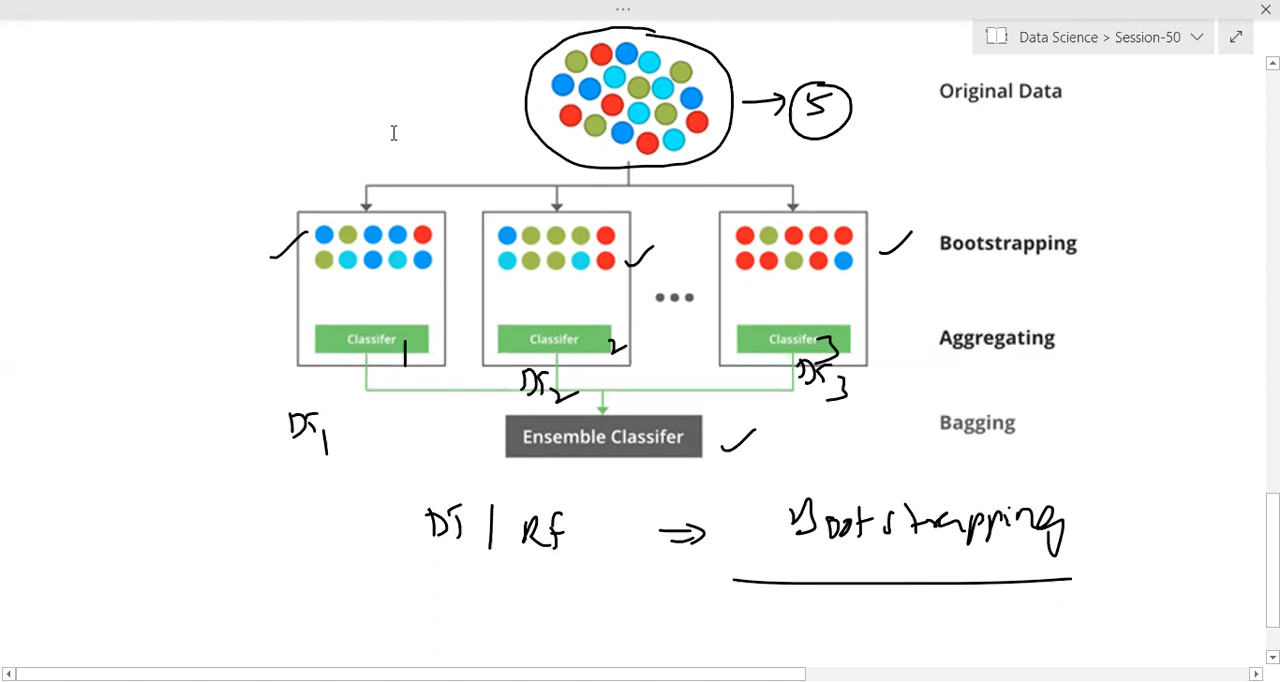 Data Science > Session-50
5
Original Data
Bootstrapping
Classifer 1
Classifer 2
Classifer 3
Aggregating
DT1
DT2
DT3
Ensemble Classifer
Bagging
DT | Rf ⇒ Bootstrapping